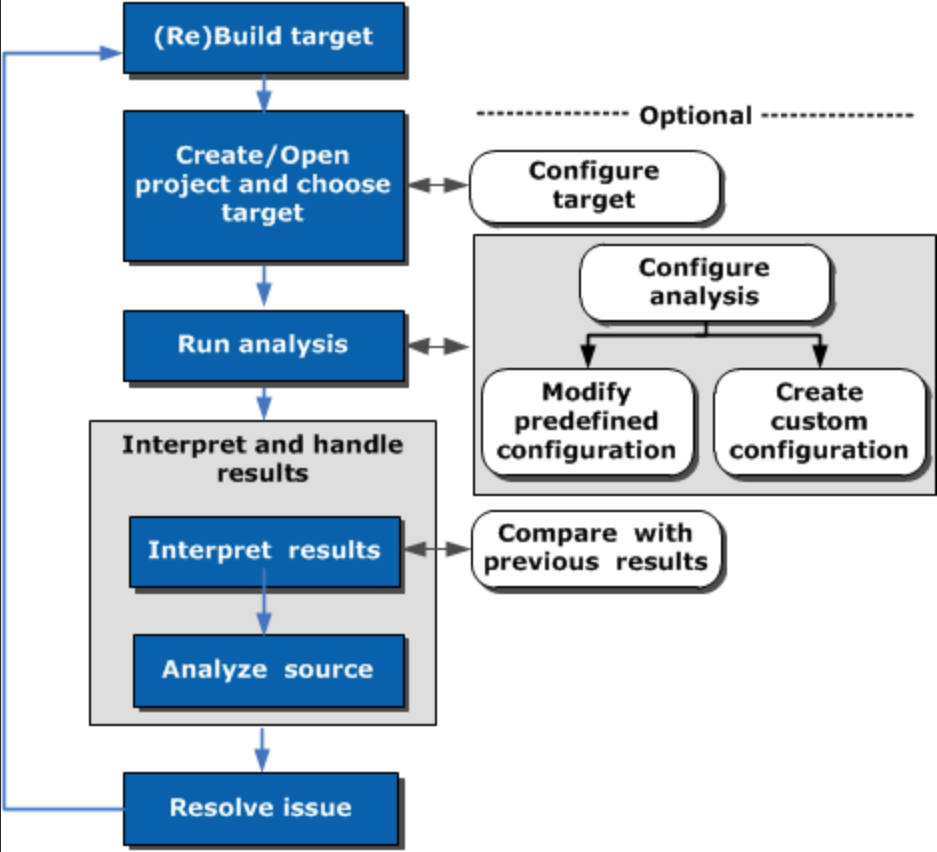 (Re)Build target
Create/Open
project and choose
target
Optional
Configure
target
Configure
analysis
Run analysis
Modify
predefined
configuration
Create
custom
configuration
Interpret and handle
results
Interpret results
Compare with
previous results
Analyze source
Resolve issue